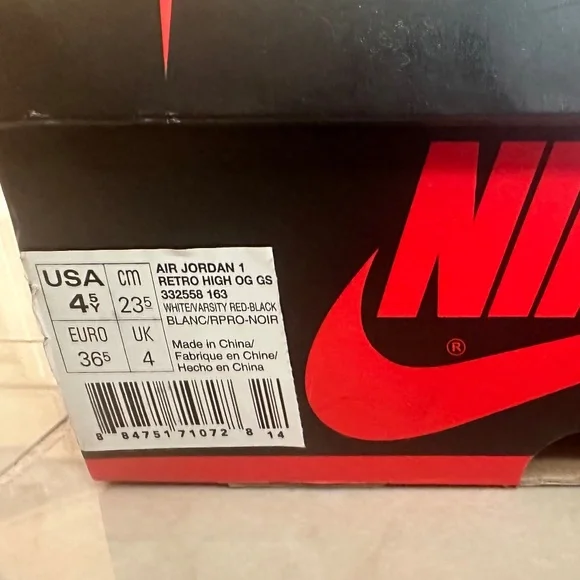 NI
USA 4 5Y
cm 23 5
EURO 36 5
UK 4
AIR JORDAN 1
RETRO HIGH OG GS
332558 163
WHITE/VARSITY RED-BLACK
BLANC/RPRO-NOIR
Made in China/
Fabrique en Chine/
Hecho en China
8 84751 71072 8 14
®